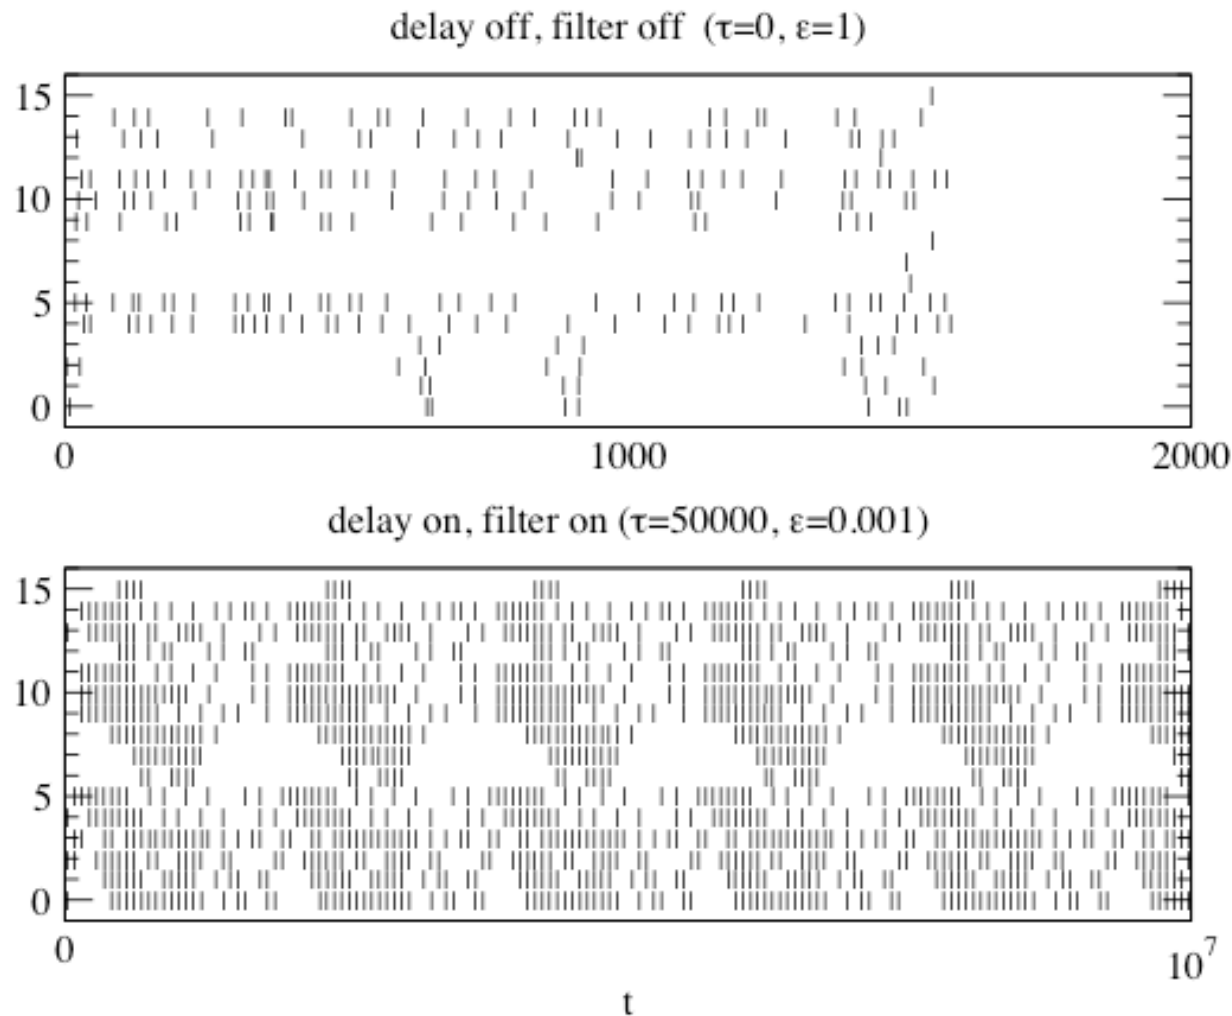 delay off, filter off (τ=0, ε=1)
15
10
5
0
0 1000 2000
delay on, filter on (τ=50000, ε=0.001)
15
10
5
0
0 10⁷
t